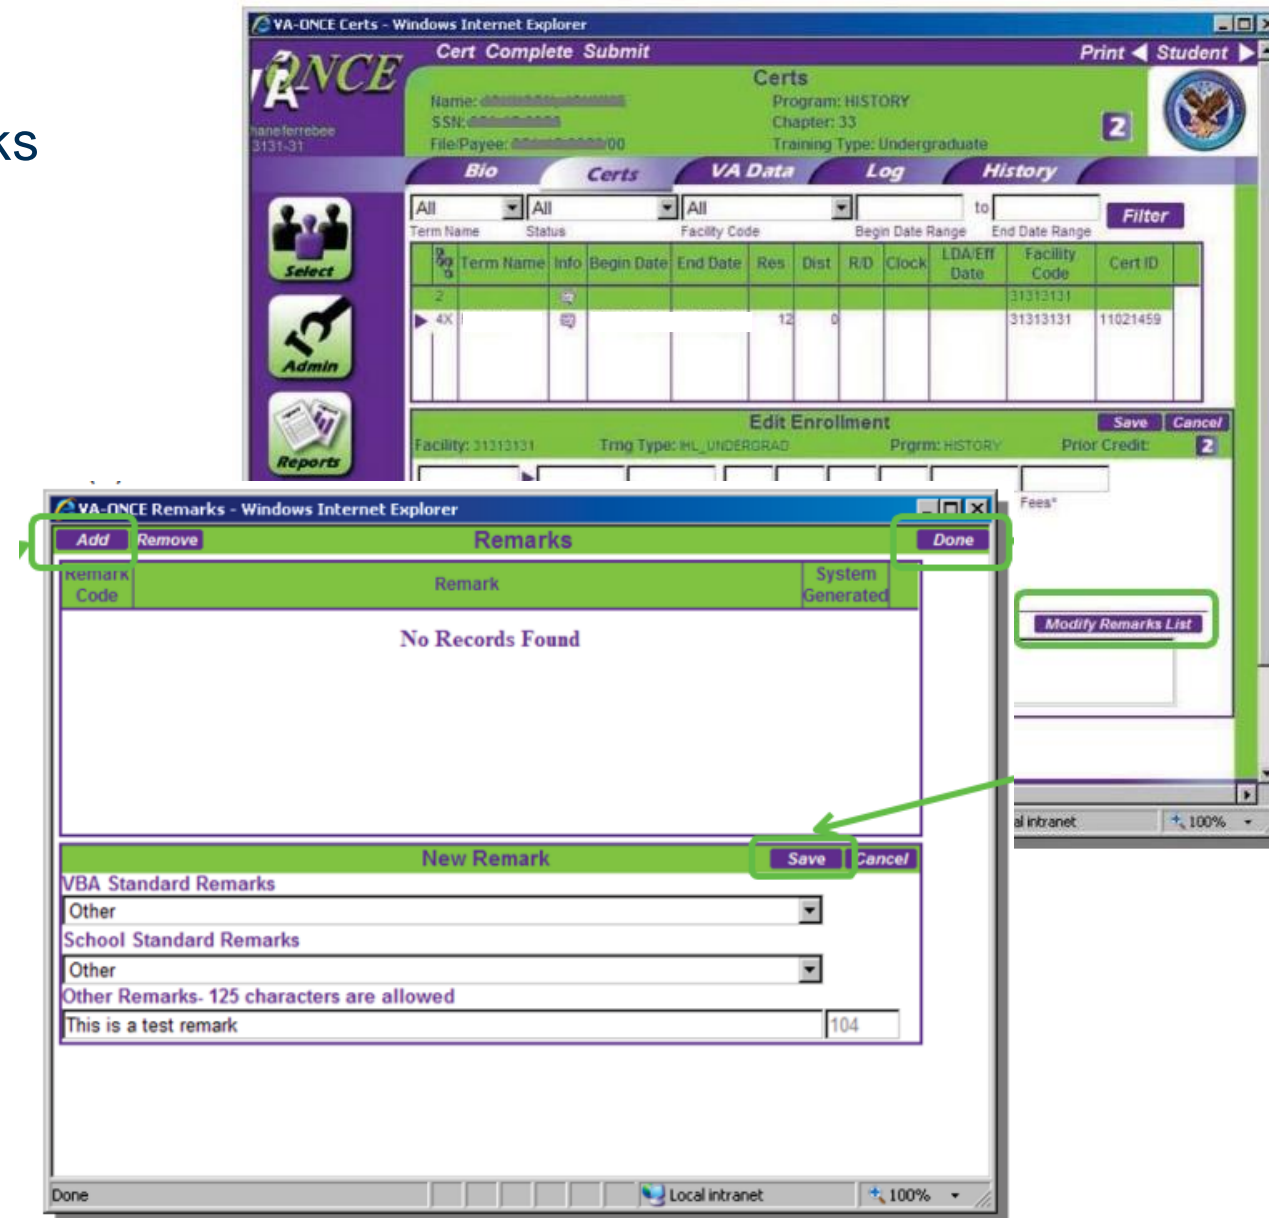 ks
VA-ONCE Certs - Windows Internet Explorer
Cert Complete Submit
Print Student
VA ONCE
Certs
Name:
Program: HISTORY
SSN:
Chapter: 33
2
File/Payee: /00
Training Type: Undergraduate
haneferrebee
3131-31
Bio Certs VA Data Log History
All All All to Filter
Term Name Status Facility Code Begin Date Range End Date Range
Term Name Info Begin Date End Date Res Dist R/D Clock LDA/Eff Date Facility Code Cert ID
2 31313131
4X 12 0 31313131 11021459
Select
Admin
Reports
Edit Enrollment Save Cancel
Facility: 31313131 Trng Type: IHL_UNDERGRAD Prgrm: HISTORY Prior Credit: 2
Fees*
Modify Remarks List
al intranet 100%
VA-ONCE Remarks - Windows Internet Explorer
Add Remove Remarks Done
Remark Code Remark System Generated
No Records Found
New Remark Save Cancel
VBA Standard Remarks
Other
School Standard Remarks
Other
Other Remarks- 125 characters are allowed
This is a test remark 104
Done Local intranet 100%